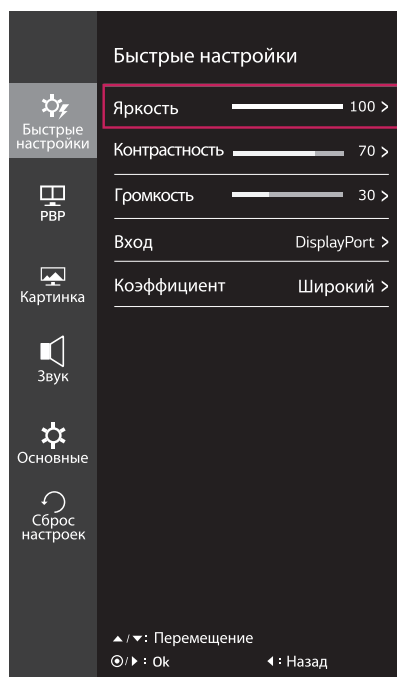 Быстрые настройки
Быстрые
настройки
PBP
Картинка
Звук
Основные
Сброс
настроек
Яркость 100 >
Контрастность 70 >
Громкость 30 >
Вход DisplayPort >
Коэффициент Широкий >
▲/▼: Перемещение
◉/▶ : Ok ◀ : Назад